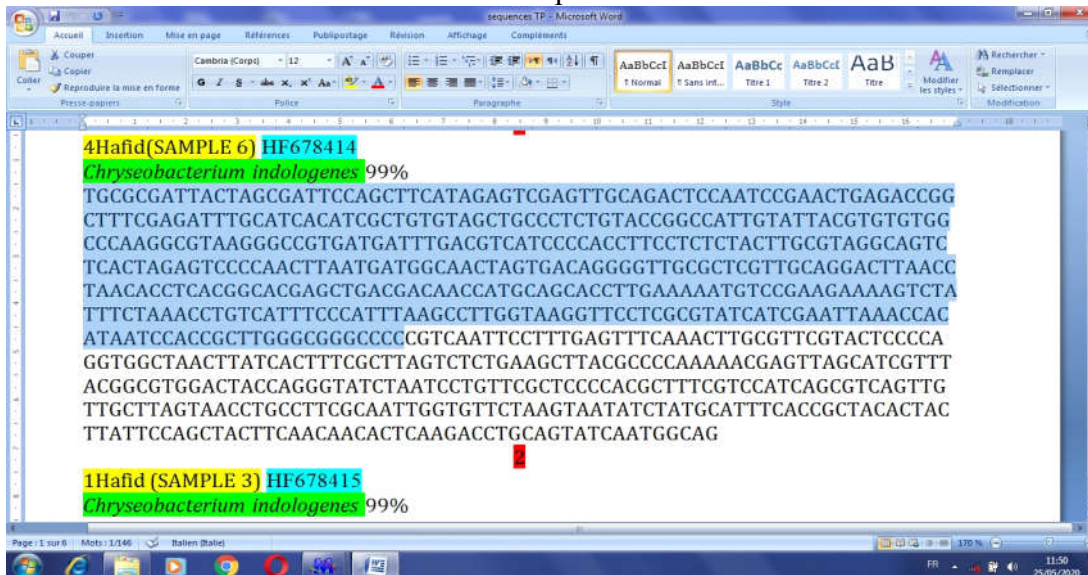 sequences TP - Microsoft Word
Accueil Insertion Mise en page Références Publipostage Révision Affichage Compléments
Couper
Copier
Reproduire la mise en forme
Coller
Presse-papiers
Cambria (Corps) 12
Police
Paragraphe
AaBbCcI AaBbCcI AaBbCc AaBbCcI AaB
¶ Normal ¶ Sans int... Titre 1 Titre 2 Titre
Modifier les styles
Style
Rechercher
Remplacer
Sélectionner
Modification
4Hafid(SAMPLE 6) HF678414
Chryseobacterium indologenes 99%
TGCGCGATTACTAGCGATTCCAGCTTCATAGAGTCGAGTTGCAGACTCCAATCCGAACTGAGACCGG
CTTTCGAGATTTGCATCACATCGCTGTGTAGCTGCCCTCTGTACCGGCCATTGTATTACGTGTGTGG
CCCAAGGCGTAAGGGCCGTGATGATTTGACGTCATCCCCACCTTCCTCTCTACTTGCGTAGGCAGTC
TCACTAGAGTCCCCAACTTAATGATGGCAACTAGTGACAGGGGTTGCGCTCGTTGCAGGACTTAACC
TAACACCTCACGGCACGAGCTGACGACAACCATGCAGCACCTTGAAAAATGTCCGAAGAAAAGTCTA
TTTCTAAACCTGTCATTTCCCATTTAAGCCTTGGTAAGGTTCCTCGCGTATCATCGAATTAAACCAC
ATAATCCACCGCTTGGGCGGGCCCCCGTCAATTCCTTTGAGTTTCAAACTTGCGTTCGTACTCCCCA
GGTGGCTAACTTATCACTTTCGCTTAGTCTCTGAAGCTTACGCCCCAAAAACGAGTTAGCATCGTTT
ACGGCGTGGACTACCAGGGTATCTAATCCTGTTCGCTCCCCACGCTTTCGTCCATCAGCGTCAGTTG
TTGCTTAGTAACCTGCCTTCGCAATTGGTGTTCTAAGTAATATCTATGCATTTCACCGCTACACTAC
TTATTCCAGCTACTTCAACAACACTCAAGACCTGCAGTATCAATGGCAG
2
1Hafid (SAMPLE 3) HF678415
Chryseobacterium indologenes 99%
Page : 1 sur 6 Mots : 1/146 Italien (Italie) 170 %
FR 11:50
25/05/2020